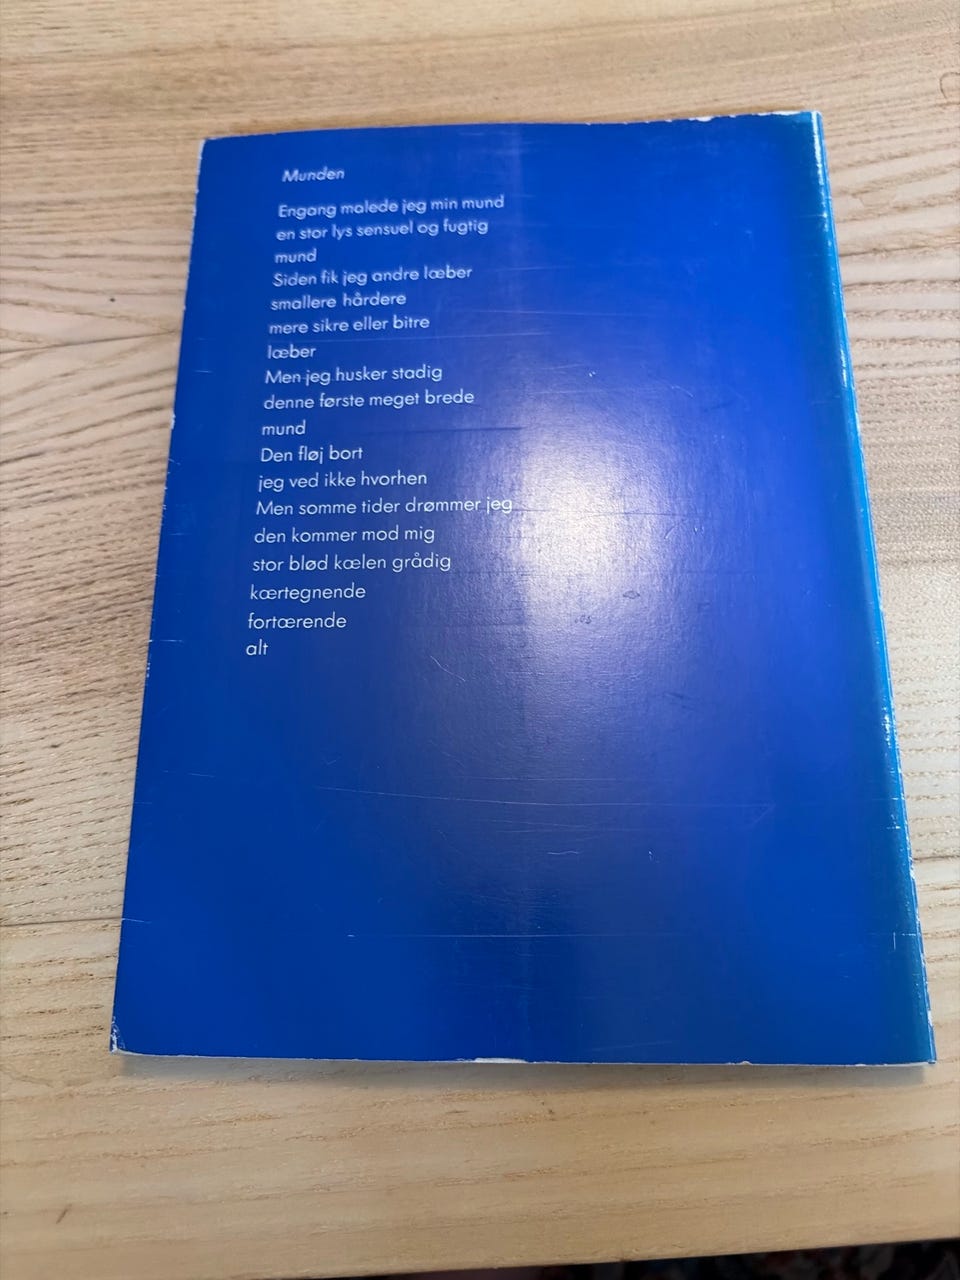 Munden
Engang malede jeg min mund
en stor lys sensuel og fugtig
mund
Siden fik jeg andre læber
smallere hårdere
mere sikre eller bitre
læber
Men jeg husker stadig
denne første meget brede
mund
Den fløj bort
jeg ved ikke hvorhen
Men somme tider drømmer jeg
den kommer mod mig
stor blød kælen grådig
kærtegnende
fortærende
alt